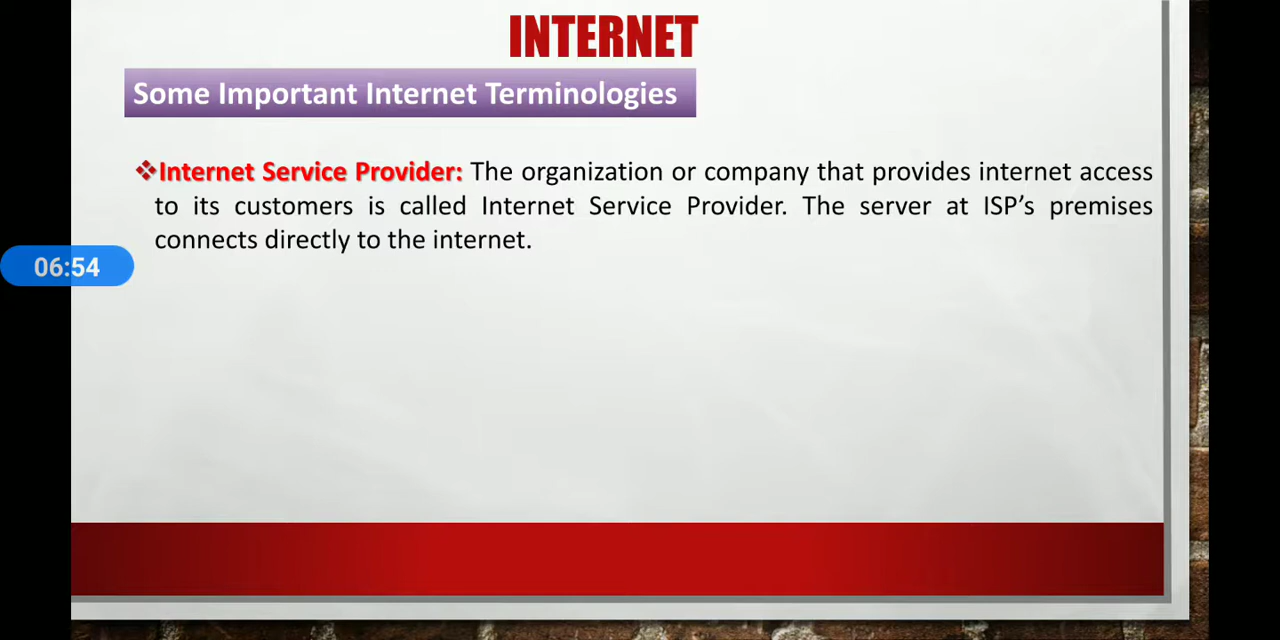 INTERNET
Some Important Internet Terminologies
Internet Service Provider: The organization or company that provides internet access
to its customers is called Internet Service Provider. The server at ISP’s premises
connects directly to the internet.
06:54